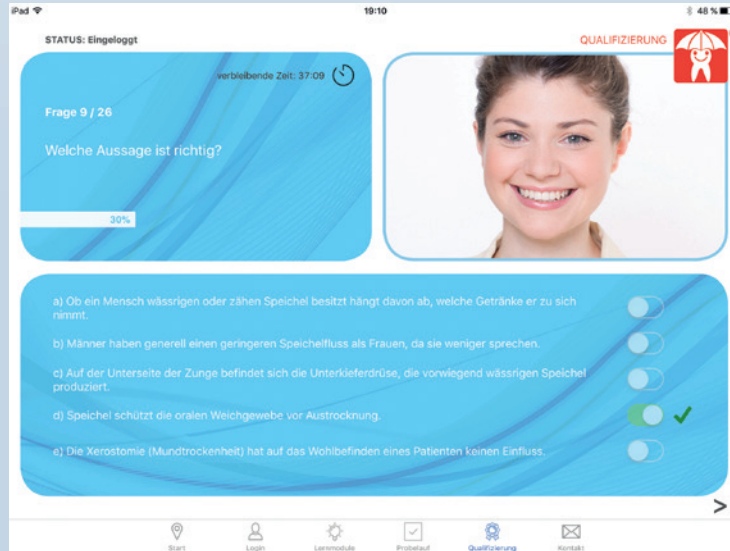 iPad
19:10
48 %
STATUS: Eingeloggt
QUALIFIZIERUNG
verbleibende Zeit: 37:09
Frage 9 / 26
Welche Aussage ist richtig?
30%
a) Ob ein Mensch wässrigen oder zähen Speichel besitzt hängt davon ab, welche Getränke er zu sich
nimmt.
b) Männer haben generell einen geringeren Speichelfluss als Frauen, da sie weniger sprechen.
c) Auf der Unterseite der Zunge befindet sich die Unterkieferdrüse, die vorwiegend wässrigen Speichel
produziert.
d) Speichel schützt die oralen Weichgewebe vor Austrocknung.
e) Die Xerostomie (Mundtrockenheit) hat auf das Wohlbefinden eines Patienten keinen Einfluss.
>
Start
Login
Lernmodule
Probelauf
Qualifizierung
Kontakt